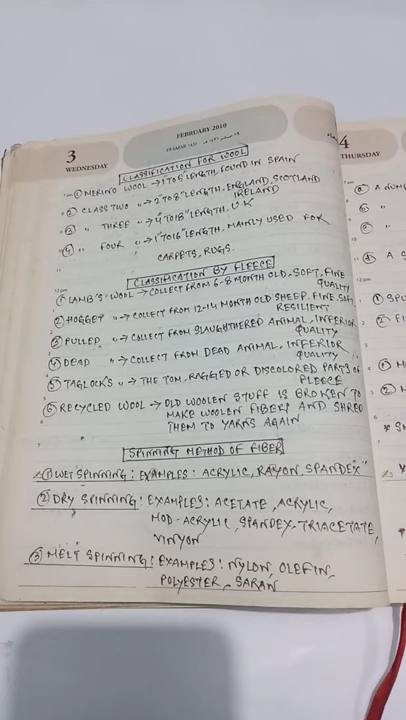 FEBRUARY 2010
3
WEDNESDAY
CLASSIFICATION FOR WOOL
① MERINO WOOL → 1 TO 5" LENGTH, FOUND IN SPAIN
② CLASS TWO → 2 TO 8" LENGTH - ENGLAND, SCOTLAND
IRELAND
③ " THREE → 4" TO 18" LENGTH, U.K
④ " FOUR → 1" TO 16" LENGTH, MAINLY USED FOR
CARPETS, RUGS.
CLASSIFICATION BY FLEECE
① LAMB'S WOOL → COLLECT FROM 6-8 MONTH OLD - SOFT, FINE
QUALITY
② HOGGET " → COLLECT FROM 12-14 MONTH OLD SHEEP. FINE, SOFT
RESILIENT
③ PULLED " → COLLECT FROM SLAUGHTHERED ANIMAL, INFERIOR
QUALITY
④ DEAD " → COLLECT FROM DEAD ANIMAL, INFERIOR
QUALITY
⑤ TAGLOCKS " → THE TORN, RAGGED OR DISCOLORED PARTS OF
FLEECE
⑥ RECYCLED WOOL → OLD WOOLEN STUFF IS BROKEN TO
MAKE WOOLEN FIBERS AND SHRED
THEM TO YARNS AGAIN
SPINNING METHOD OF FIBER
① WET SPINNING: EXAMPLES: ACRYLIC, RAYON, SPANDEX"
② DRY SPINNING: EXAMPLES: ACETATE, ACRYLIC,
MOD-ACRYLIC, SPANDEX-TRIACETATE,
VINYON
③ MELT SPINNING: EXAMPLES: NYLON, OLEFIN,
POLYESTER, SARAN
4
THURSDAY